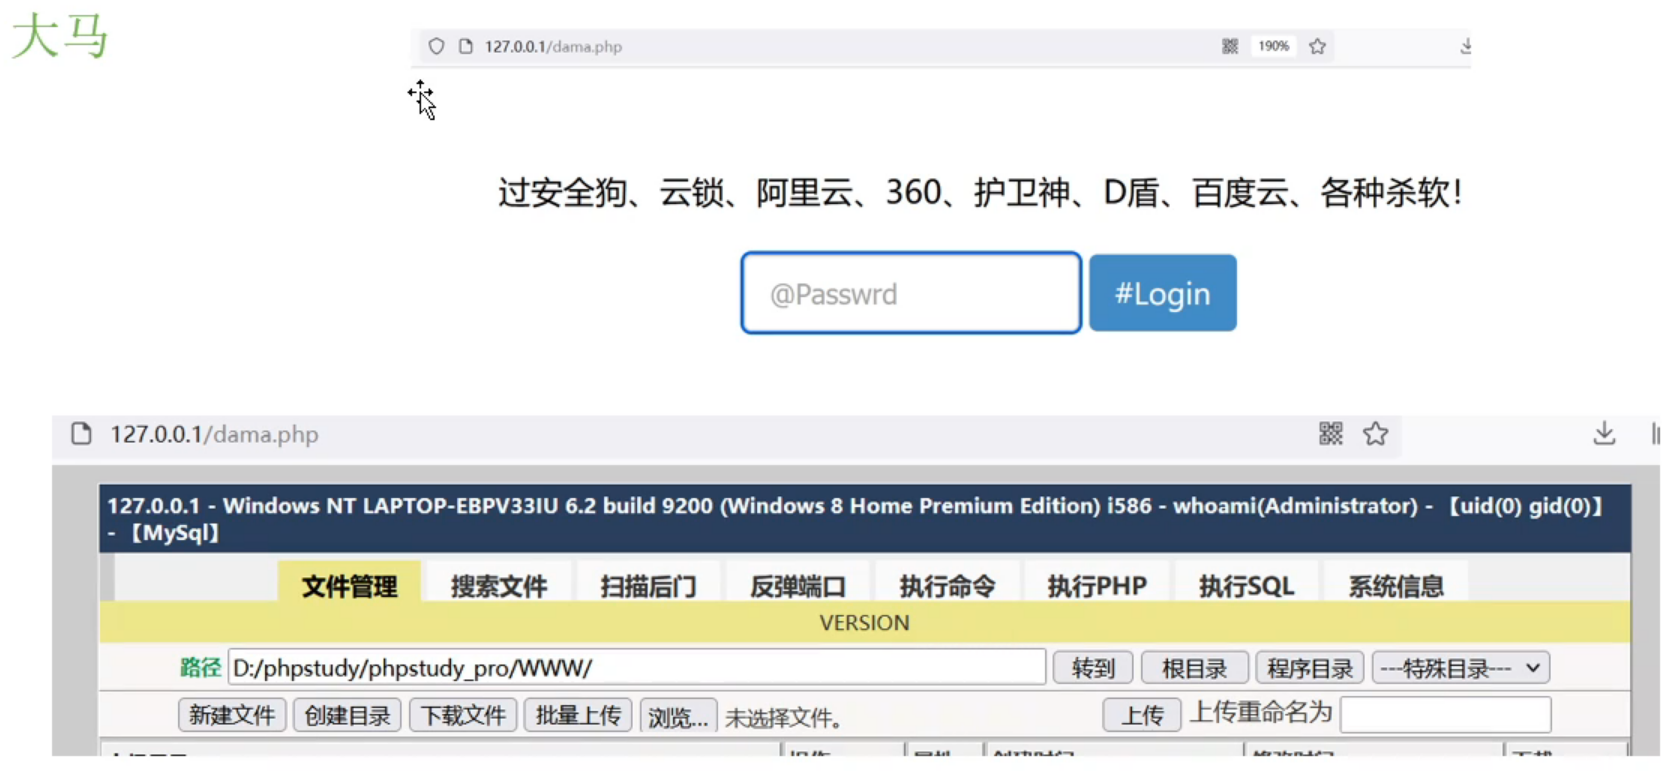 大马
127.0.0.1/dama.php
190%
过安全狗、云锁、阿里云、360、护卫神、D盾、百度云、各种杀软!
@Passwrd
#Login
127.0.0.1/dama.php
127.0.0.1 - Windows NT LAPTOP-EBPV33IU 6.2 build 9200 (Windows 8 Home Premium Edition) i586 - whoami(Administrator) - 【uid(0) gid(0)】
- 【MySql】
文件管理 搜索文件 扫描后门 反弹端口 执行命令 执行PHP 执行SQL 系统信息
VERSION
路径 D:/phpstudy/phpstudy_pro/WWW/ 转到 根目录 程序目录 ---特殊目录---
新建文件 创建目录 下载文件 批量上传 浏览... 未选择文件。 上传 上传重命名为